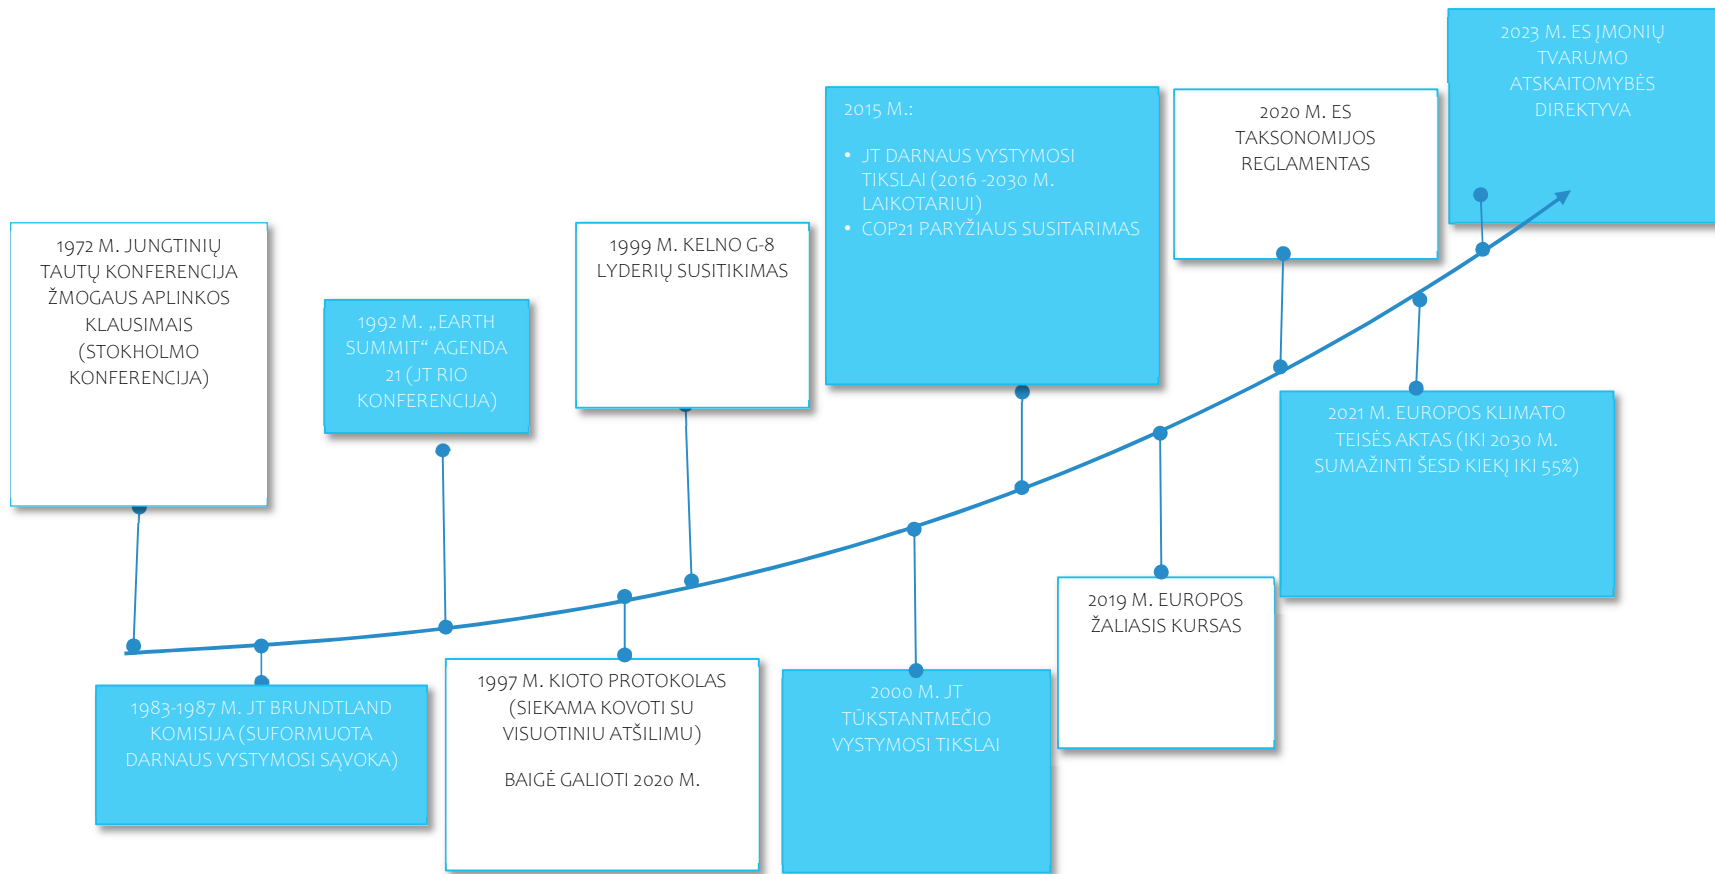 1972 M. JUNGTINIŲ
TAUTŲ KONFERENCIJA
ŽMOGAUS APLINKOS
KLAUSIMAIS
(STOKHOLMO
KONFERENCIJA)
1983-1987 M. JT BRUNDTLAND
KOMISIJA (SUFORMUOTA
DARNAUS VYSTYMOSI SĄVOKA)
1992 M. „EARTH
SUMMIT“ AGENDA
21 (JT RIO
KONFERENCIJA)
1997 M. KIOTO PROTOKOLAS
(SIEKAMA KOVOTI SU
VISUOTINIU ATŠILIMU)
BAIGĖ GALIOTI 2020 M.
1999 M. KELNO G-8
LYDERIŲ SUSITIKIMAS
2000 M. JT
TŪKSTANTMEČIO
VYSTYMOSI TIKSLAI
2015 M.:
• JT DARNAUS VYSTYMOSI
TIKSLAI (2016 -2030 M.
LAIKOTARIUI)
• COP21 PARYŽIAUS SUSITARIMAS
2019 M. EUROPOS
ŽALIASIS KURSAS
2020 M. ES
TAKSONOMIJOS
REGLAMENTAS
2021 M. EUROPOS KLIMATO
TEISĖS AKTAS (IKI 2030 M.
SUMAŽINTI ŠESD KIEKĮ IKI 55%)
2023 M. ES ĮMONIŲ
TVARUMO
ATSKAITOMYBĖS
DIREKTYVA